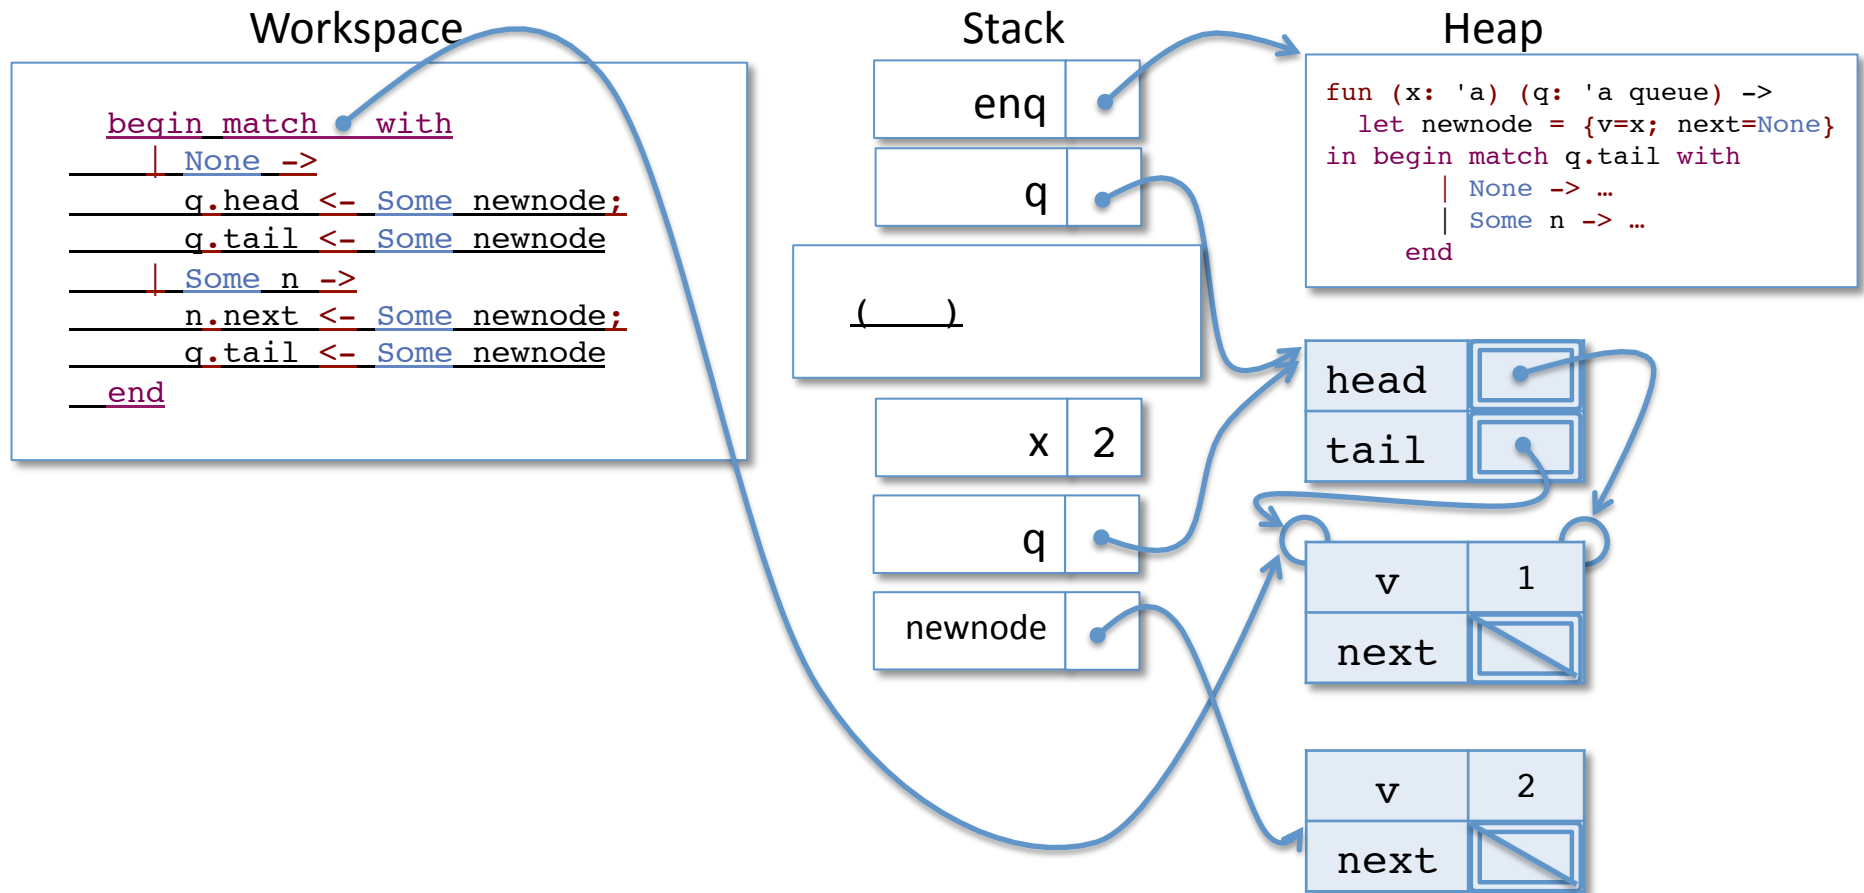 Workspace
begin match with
| None ->
q.head <- Some newnode;
q.tail <- Some newnode
| Some n ->
n.next <- Some newnode;
q.tail <- Some newnode
end
Stack
enq
q
( )
x 2
q
newnode
Heap
fun (x: 'a) (q: 'a queue) ->
let newnode = {v=x; next=None}
in begin match q.tail with
| None -> …
| Some n -> …
end
head
tail
v 1
next
v 2
next